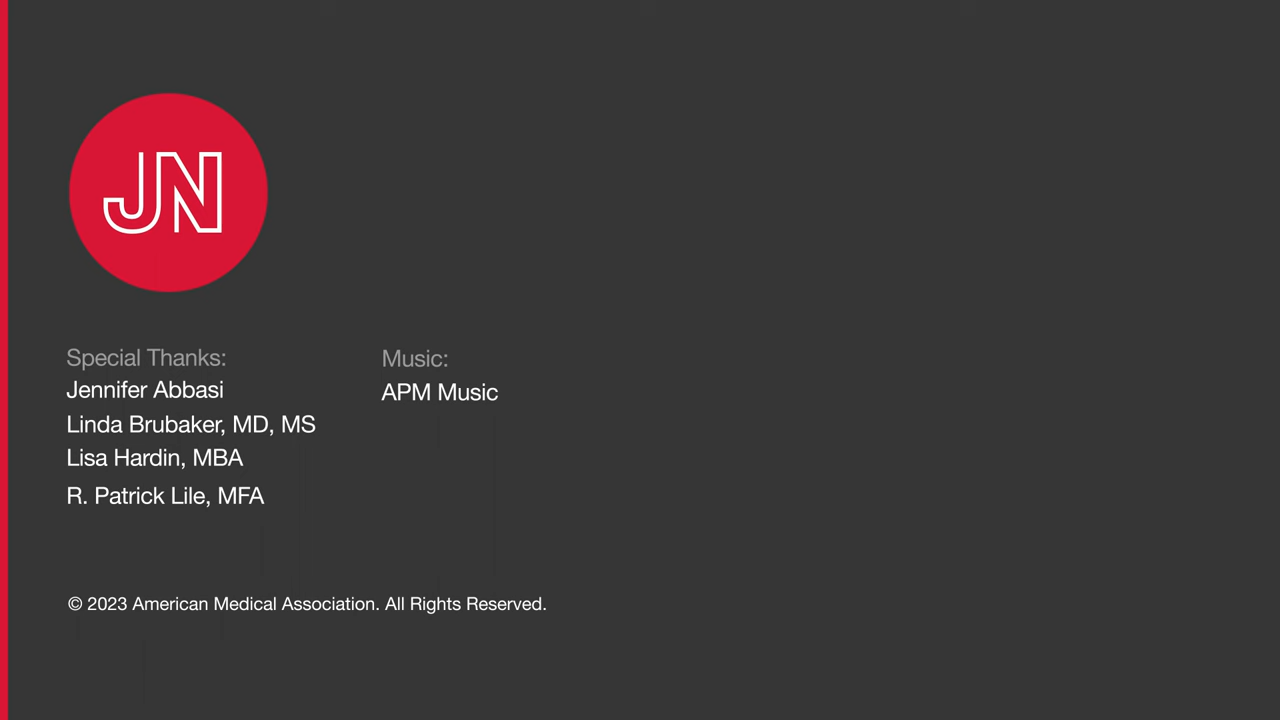 JN
Special Thanks:
Jennifer Abbasi
Linda Brubaker, MD, MS
Lisa Hardin, MBA
R. Patrick Lile, MFA
Music:
APM Music
© 2023 American Medical Association. All Rights Reserved.